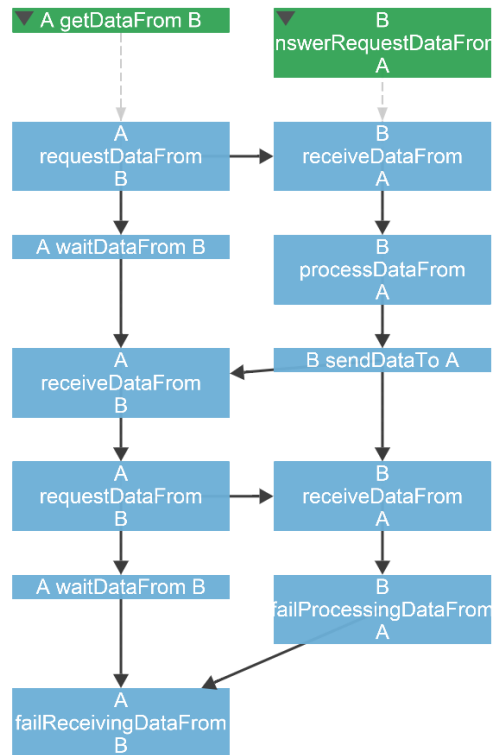 A getDataFrom B
B
nswerRequestDataFron
A
A
requestDataFrom
B
B
receiveDataFrom
A
A waitDataFrom B
B
processDataFrom
A
A
receiveDataFrom
B
B sendDataTo A
A
requestDataFrom
B
B
receiveDataFrom
A
A waitDataFrom B
B
failProcessingDataFrom
A
A
failReceivingDataFrom
B